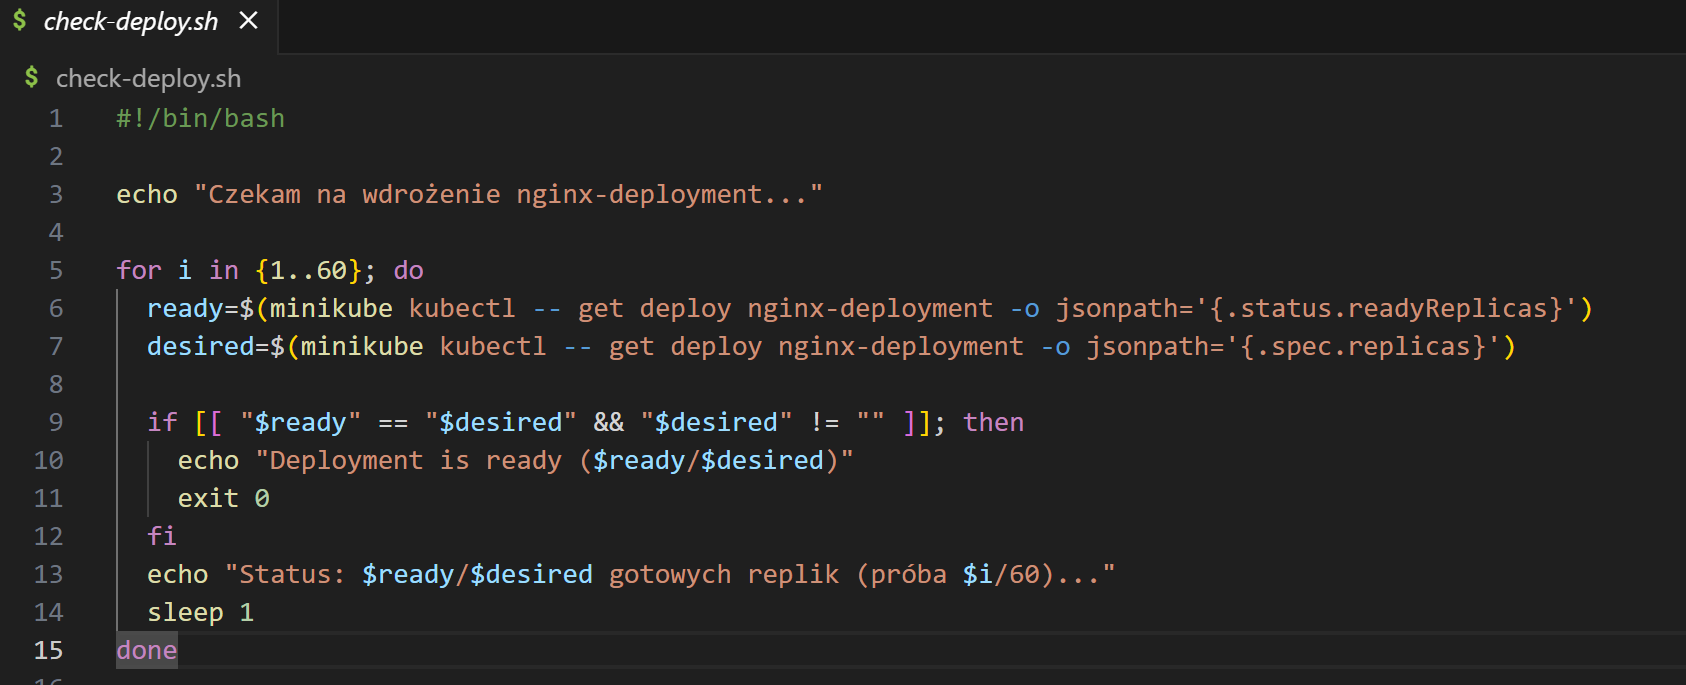 $ check-deploy.sh ×
$ check-deploy.sh
1 #!/bin/bash
2
3 echo "Czekam na wdrożenie nginx-deployment..."
4
5 for i in {1..60}; do
6 ready=$(minikube kubectl -- get deploy nginx-deployment -o jsonpath='{.status.readyReplicas}')
7 desired=$(minikube kubectl -- get deploy nginx-deployment -o jsonpath='{.spec.replicas}')
8
9 if [[ "$ready" == "$desired" && "$desired" != "" ]]; then
10 echo "Deployment is ready ($ready/$desired)"
11 exit 0
12 fi
13 echo "Status: $ready/$desired gotowych replik (próba $i/60)..."
14 sleep 1
15 done
16